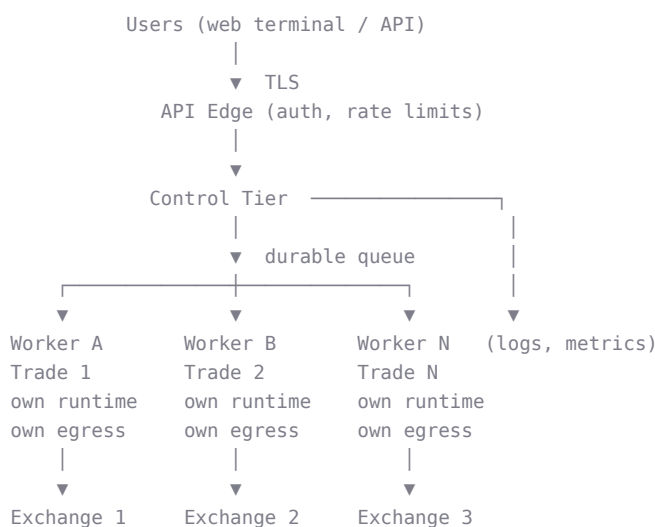 Users (web terminal / API)
TLS
API Edge (auth, rate limits)
Control Tier
durable queue
Worker A Worker B Worker N (logs, metrics)
Trade 1 Trade 2 Trade N
own runtime own runtime own runtime
own egress own egress own egress
Exchange 1 Exchange 2 Exchange 3